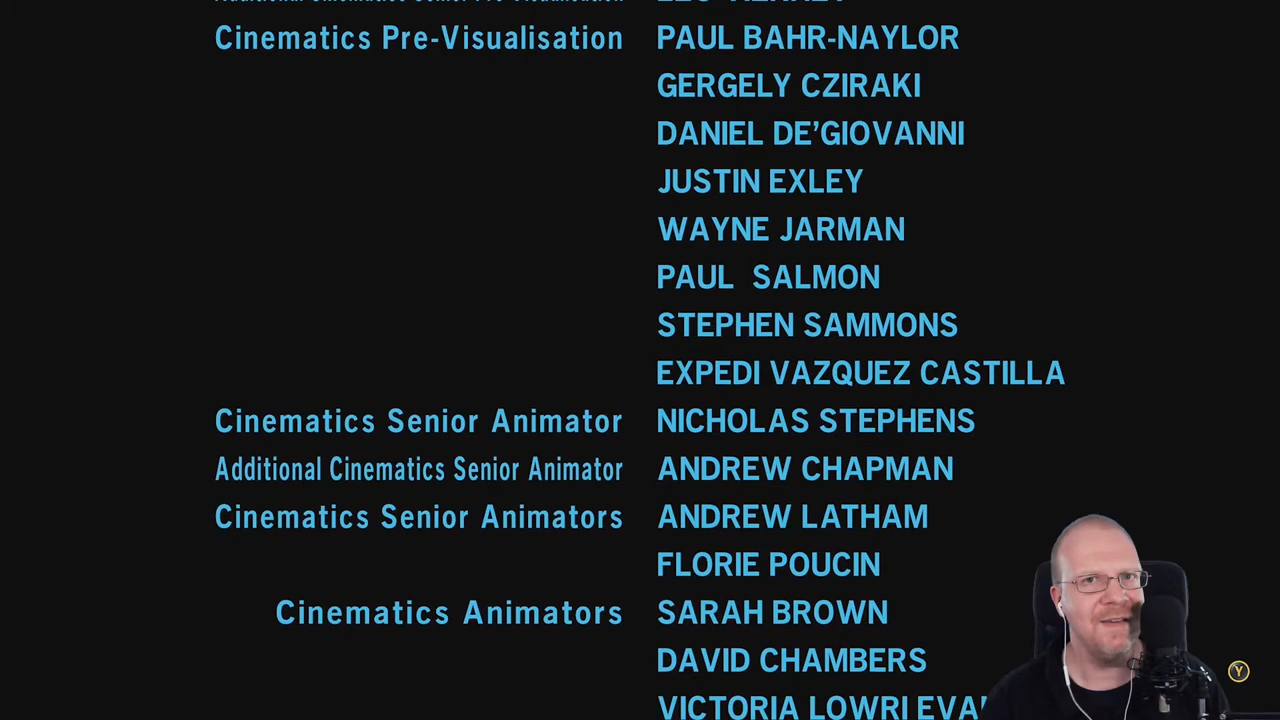 Cinematics Pre-Visualisation PAUL BAHR-NAYLOR
GERGELY CZIRAKI
DANIEL DE'GIOVANNI
JUSTIN EXLEY
WAYNE JARMAN
PAUL SALMON
STEPHEN SAMMONS
EXPEDI VAZQUEZ CASTILLA
Cinematics Senior Animator NICHOLAS STEPHENS
Additional Cinematics Senior Animator ANDREW CHAPMAN
Cinematics Senior Animators ANDREW LATHAM
FLORIE POUCIN
Cinematics Animators SARAH BROWN
DAVID CHAMBERS
VICTORIA LOWRI
Y